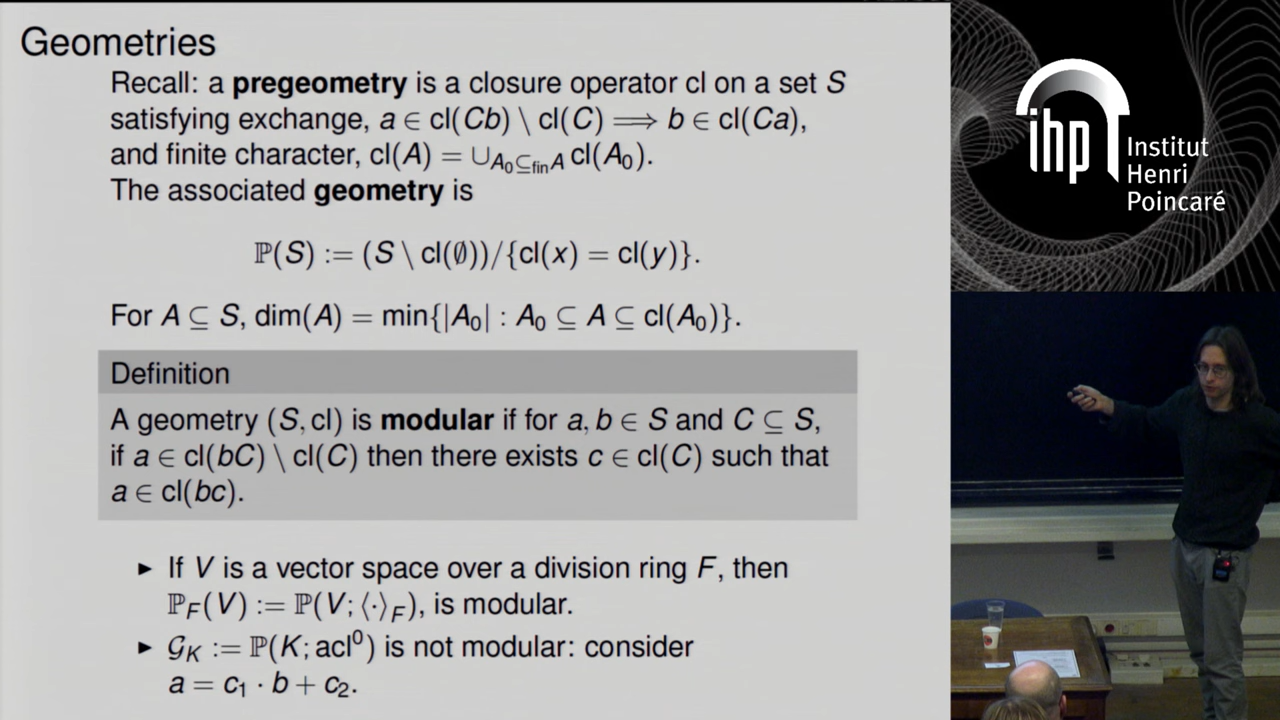 Geometries
Recall: a pregeometry is a closure operator cl on a set S
satisfying exchange, a ∈ cl(Cb) \ cl(C) ⟹ b ∈ cl(Ca),
and finite character, cl(A) = ∪_{A₀⊆_fin A} cl(A₀).
The associated geometry is
ℙ(S) := (S \ cl(∅))/{cl(x) = cl(y)}.
For A ⊆ S, dim(A) = min{|A₀| : A₀ ⊆ A ⊆ cl(A₀)}.
Definition
A geometry (S, cl) is modular if for a, b ∈ S and C ⊆ S,
if a ∈ cl(bC) \ cl(C) then there exists c ∈ cl(C) such that
a ∈ cl(bc).
► If V is a vector space over a division ring F, then
ℙ_F(V) := ℙ(V; ⟨·⟩_F), is modular.
► 𝒢_K := ℙ(K; acl⁰) is not modular: consider
a = c₁ · b + c₂.
ihp
Institut
Henri
Poincaré